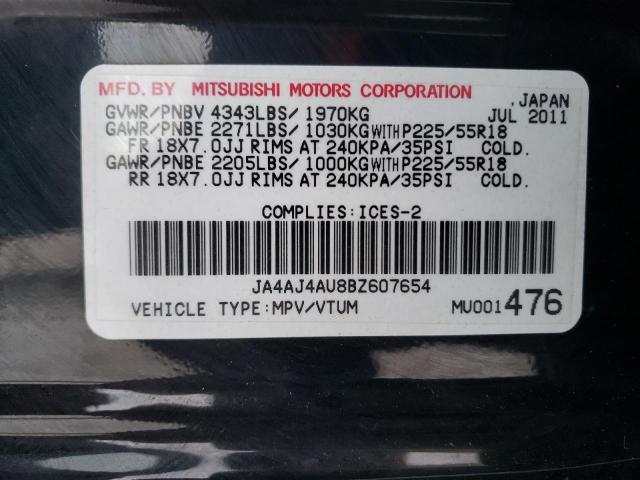 MFD. BY MITSUBISHI MOTORS CORPORATION
,JAPAN
GVWR/PNBV 4343LBS/ 1970KG JUL 2011
GAWR/PNBE 2271LBS/ 1030KG WITH P225/55R18
FR 18X7.0JJ RIMS AT 240KPA/35PSI COLD.
GAWR/PNBE 2205LBS/ 1000KG WITH P225/55R18
RR 18X7.0JJ RIMS AT 240KPA/35PSI COLD.
COMPLIES:ICES-2
JA4AJ4AU8BZ607654
VEHICLE TYPE:MPV/VTUM MU001476